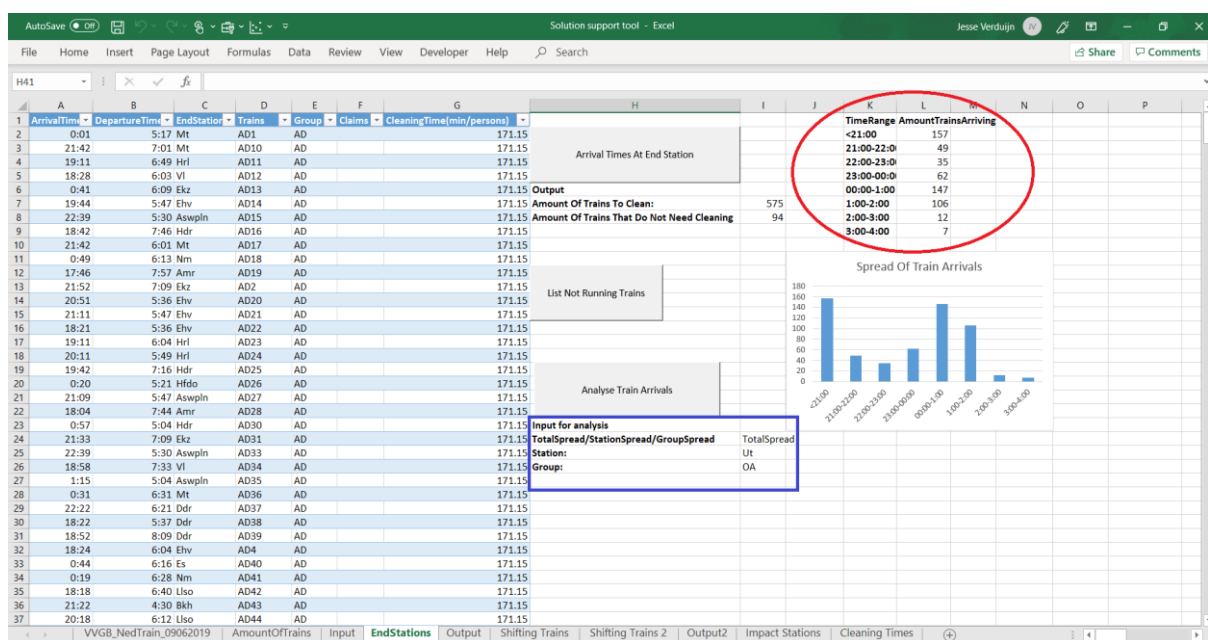 AutoSave Off Solution support tool - Excel Jesse Verduijn JV
File Home Insert Page Layout Formulas Data Review View Developer Help Search Share Comments
H41 fx
A B C D E F G H I J K L M N O P
1 ArrivalTime DepartureTime EndStation Trains Group Claims CleaningTime(min/persons) TimeRange AmountTrainsArriving
2 0:01 5:17 Mt AD1 AD 171.15 <21:00 157
3 21:42 7:01 Mt AD10 AD 171.15 Arrival Times At End Station 21:00-22:00 49
4 19:11 6:49 Hrl AD11 AD 171.15 22:00-23:00 35
5 18:28 6:03 Vl AD12 AD 171.15 23:00-00:00 62
6 0:41 6:09 Ekz AD13 AD 171.15 Output 00:00-1:00 147
7 19:44 5:47 Ehv AD14 AD 171.15 Amount Of Trains To Clean: 575 1:00-2:00 106
8 22:39 5:30 Aswpln AD15 AD 171.15 Amount Of Trains That Do Not Need Cleaning 94 2:00-3:00 12
9 18:42 7:46 Hdr AD16 AD 171.15 3:00-4:00 7
10 21:42 6:01 Mt AD17 AD 171.15
11 0:49 6:13 Nm AD18 AD 171.15
12 17:46 7:57 Amr AD19 AD 171.15
13 21:52 7:09 Ekz AD2 AD 171.15
14 20:51 5:36 Ehv AD20 AD 171.15 List Not Running Trains
15 21:11 5:47 Ehv AD21 AD 171.15
16 18:21 5:36 Ehv AD22 AD 171.15
17 19:11 6:04 Hrl AD23 AD 171.15
18 20:11 5:49 Hrl AD24 AD 171.15
19 19:42 7:16 Hdr AD25 AD 171.15
20 0:20 5:21 Hfdo AD26 AD 171.15 Analyse Train Arrivals
21 21:09 5:47 Aswpln AD27 AD 171.15
22 18:04 7:44 Amr AD28 AD 171.15
23 0:57 5:04 Hdr AD30 AD 171.15 Input for analysis
24 21:33 7:09 Ekz AD31 AD 171.15 TotalSpread/StationSpread/GroupSpread TotalSpread
25 22:39 5:30 Aswpln AD33 AD 171.15 Station: Ut
26 18:58 7:33 Vl AD34 AD 171.15 Group: OA
27 1:15 5:04 Aswpln AD35 AD 171.15
28 0:31 6:31 Mt AD36 AD 171.15
29 22:22 6:21 Ddr AD37 AD 171.15
30 18:22 5:37 Ddr AD38 AD 171.15
31 18:52 8:09 Ddr AD39 AD 171.15
32 18:24 6:04 Ehv AD4 AD 171.15
33 0:44 6:16 Es AD40 AD 171.15
34 0:19 6:28 Nm AD41 AD 171.15
35 18:18 6:40 Llso AD42 AD 171.15
36 21:22 4:30 Bkh AD43 AD 171.15
37 20:18 6:12 Llso AD44 AD 171.15
Spread Of Train Arrivals
180
160
140
120
100
80
60
40
20
0
<21:00 21:00-22:00 22:00-23:00 23:00-00:00 00:00-1:00 1:00-2:00 2:00-3:00 3:00-4:00
VVGB_NedTrain_09062019 AmountOfTrains Input EndStations Output Shifting Trains Shifting Trains 2 Output2 Impact Stations Cleaning Times